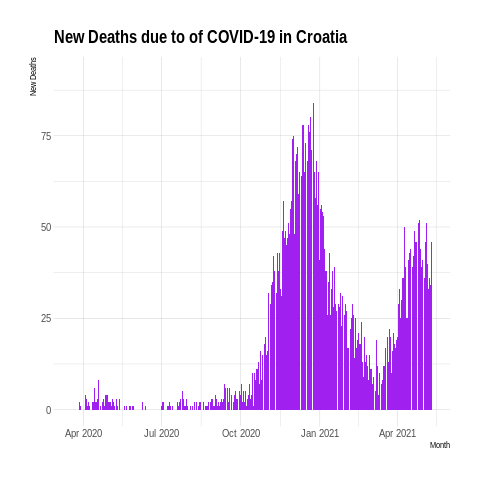 New Deaths due to of COVID-19 in Croatia
New Deaths
75
50
25
0
Apr 2020 Jul 2020 Oct 2020 Jan 2021 Apr 2021
Month